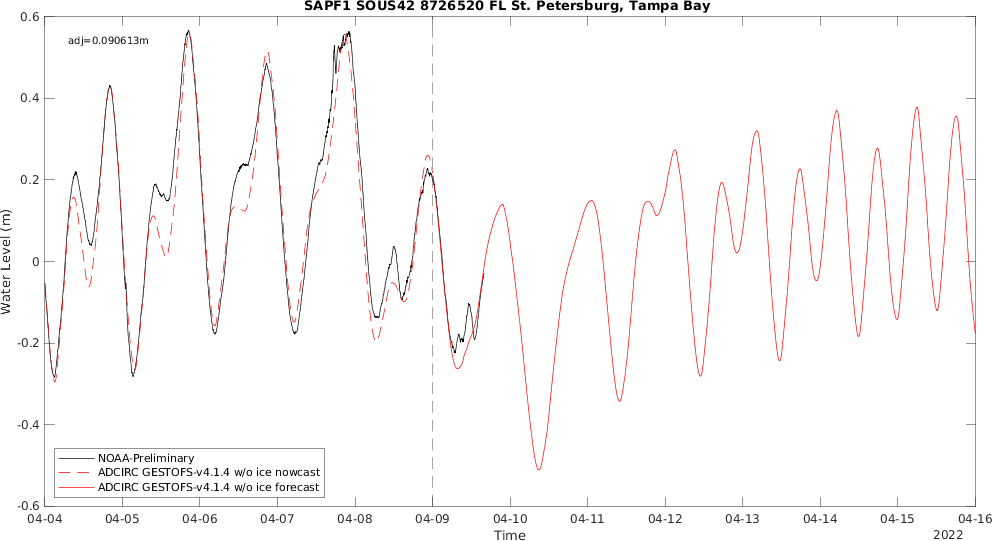 SAPF1 SOUS42 8726520 FL St. Petersburg, Tampa Bay
adj=0.090613m
0.6
0.4
0.2
0
-0.2
-0.4
-0.6
Water Level (m)
NOAA-Preliminary
ADCIRC GESTOFS-v4.1.4 w/o ice nowcast
ADCIRC GESTOFS-v4.1.4 w/o ice forecast
04-04 04-05 04-06 04-07 04-08 04-09 04-10 04-11 04-12 04-13 04-14 04-15 04-16
Time
2022